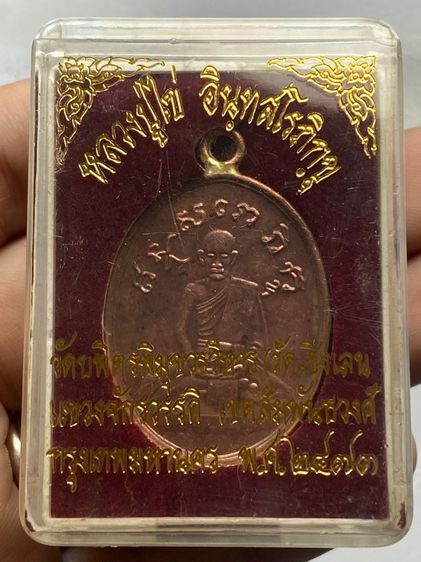 หลวงปู่ไข่ อินฺทสโรภิกขุ
วัดบพิตรพิมุขวรวิหาร วัดเชิงเลน
แขวงจักรวรรดิ เขตสัมพันธวงศ์
กรุงเทพมหานคร พ.ศ.๒๔๗๓